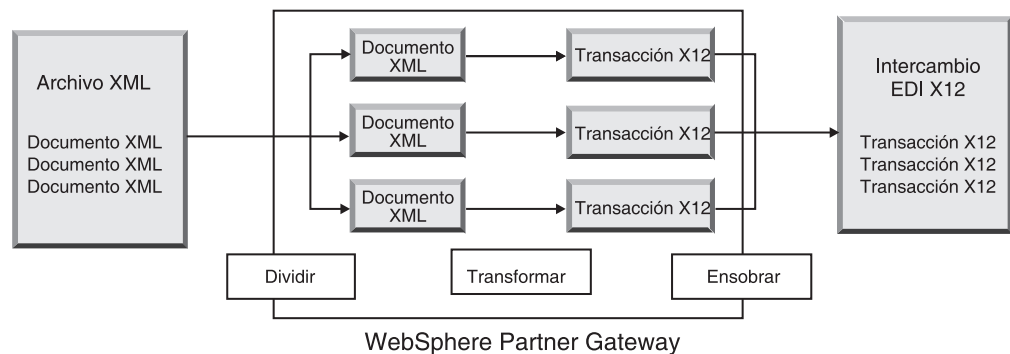 Archivo XML
Documento XML
Documento XML
Documento XML
Documento
XML
Transacción X12
Documento
XML
Transacción X12
Documento
XML
Transacción X12
Intercambio
EDI X12
Transacción X12
Transacción X12
Transacción X12
Dividir
Transformar
Ensobrar
WebSphere Partner Gateway